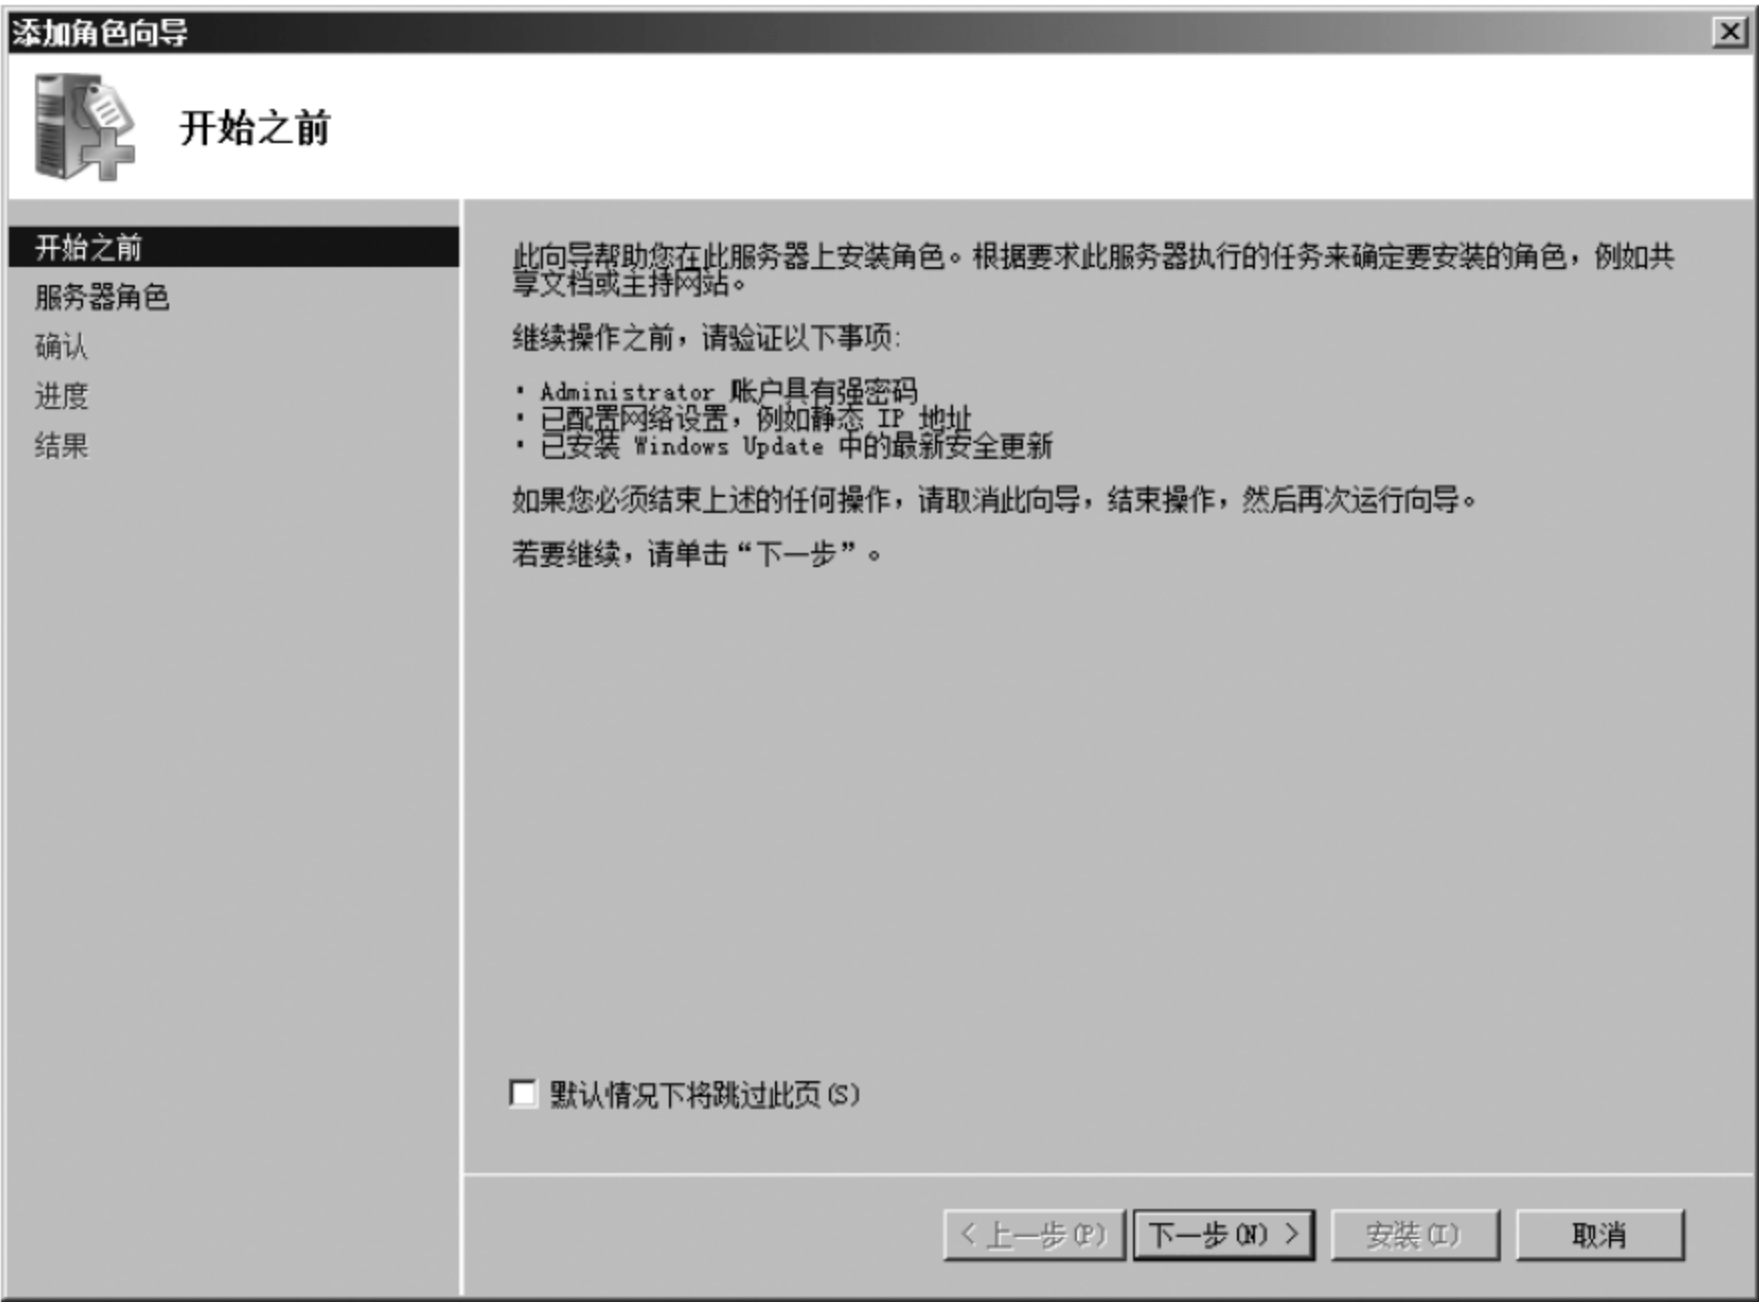 添加角色向导
开始之前
开始之前
服务器角色
确认
进度
结果
此向导帮助您在此服务器上安装角色。根据要求此服务器执行的任务来确定要安装的角色，例如共
享文档或主持网站。
继续操作之前，请验证以下事项:
· Administrator 账户具有强密码
· 已配置网络设置，例如静态 IP 地址
· 已安装 Windows Update 中的最新安全更新
如果您必须结束上述的任何操作，请取消此向导，结束操作，然后再次运行向导。
若要继续，请单击“下一步”。
默认情况下将跳过此页(S)
< 上一步(P) 下一步(N) > 安装(I) 取消